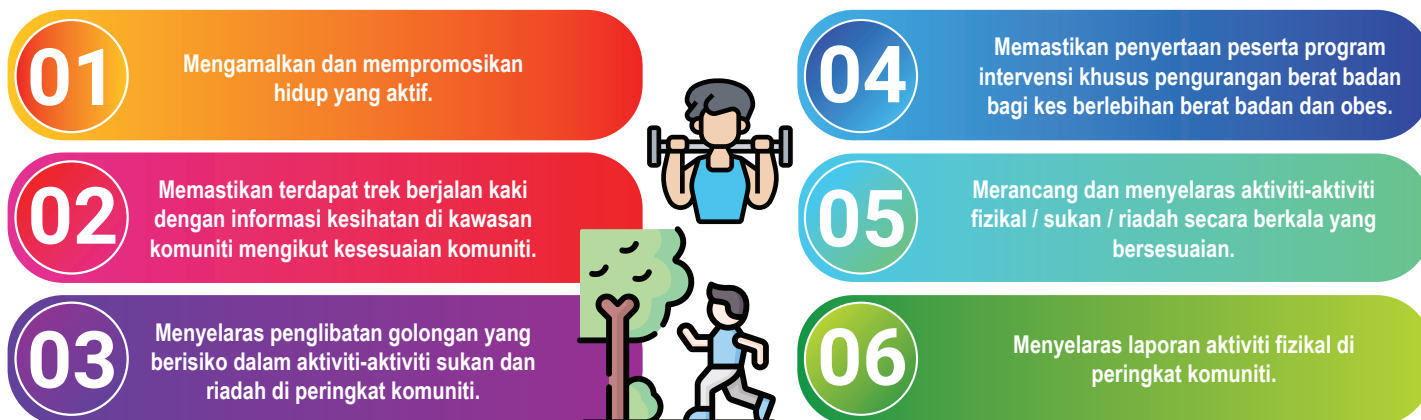 01
Mengamalkan dan mempromosikan
hidup yang aktif.
02
Memastikan terdapat trek berjalan kaki
dengan informasi kesihatan di kawasan
komuniti mengikut kesesuaian komuniti.
03
Menyelaras penglibatan golongan yang
berisiko dalam aktiviti-aktiviti sukan dan
riadah di peringkat komuniti.
04
Memastikan penyertaan peserta program
intervensi khusus pengurangan berat badan
bagi kes berlebihan berat badan dan obes.
05
Merancang dan menyelaras aktiviti-aktiviti
fizikal / sukan / riadah secara berkala yang
bersesuaian.
06
Menyelaras laporan aktiviti fizikal di
peringkat komuniti.